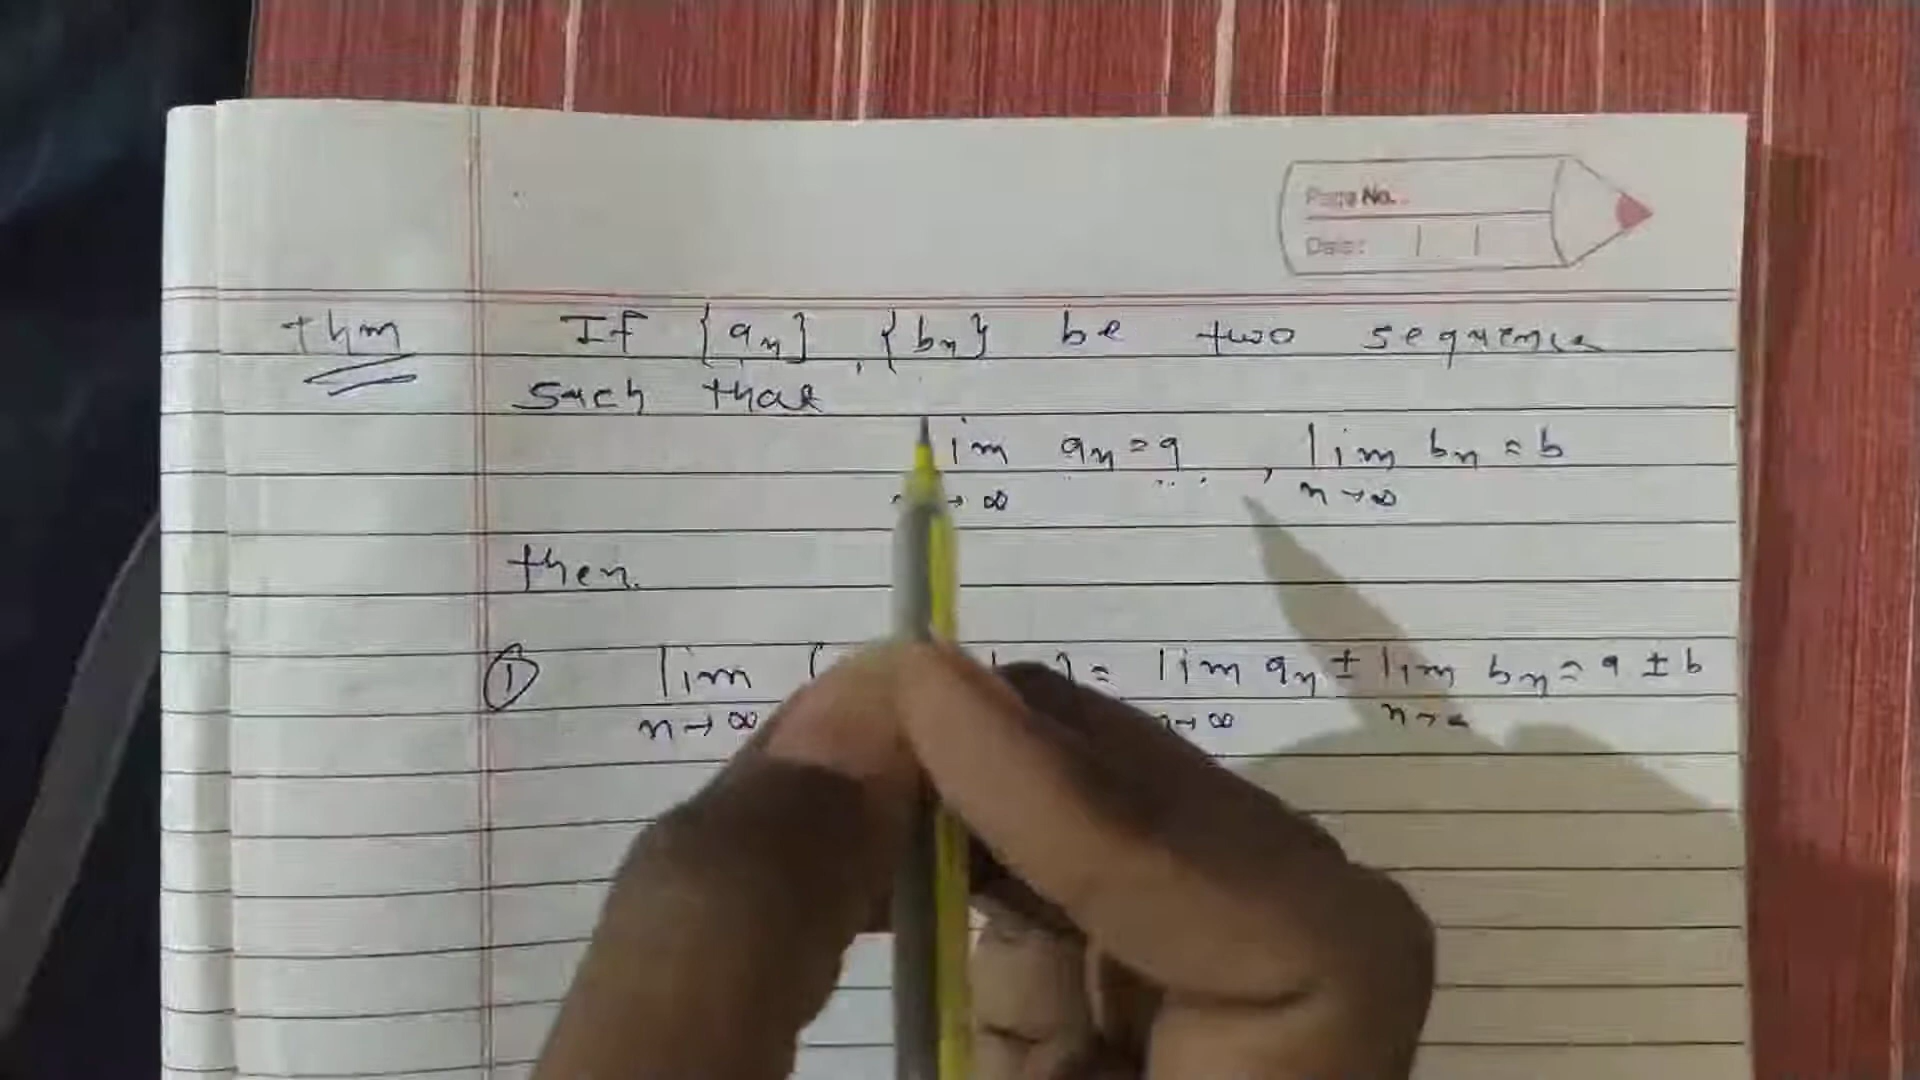 Page No.
Date:
thm If {an}, {bn} be two sequence
such that
lim an = a , lim bn = b
→ ∞ n → ∞
then.
① lim ( = lim an ± lim bn = a ± b
n → ∞ → ∞ n →